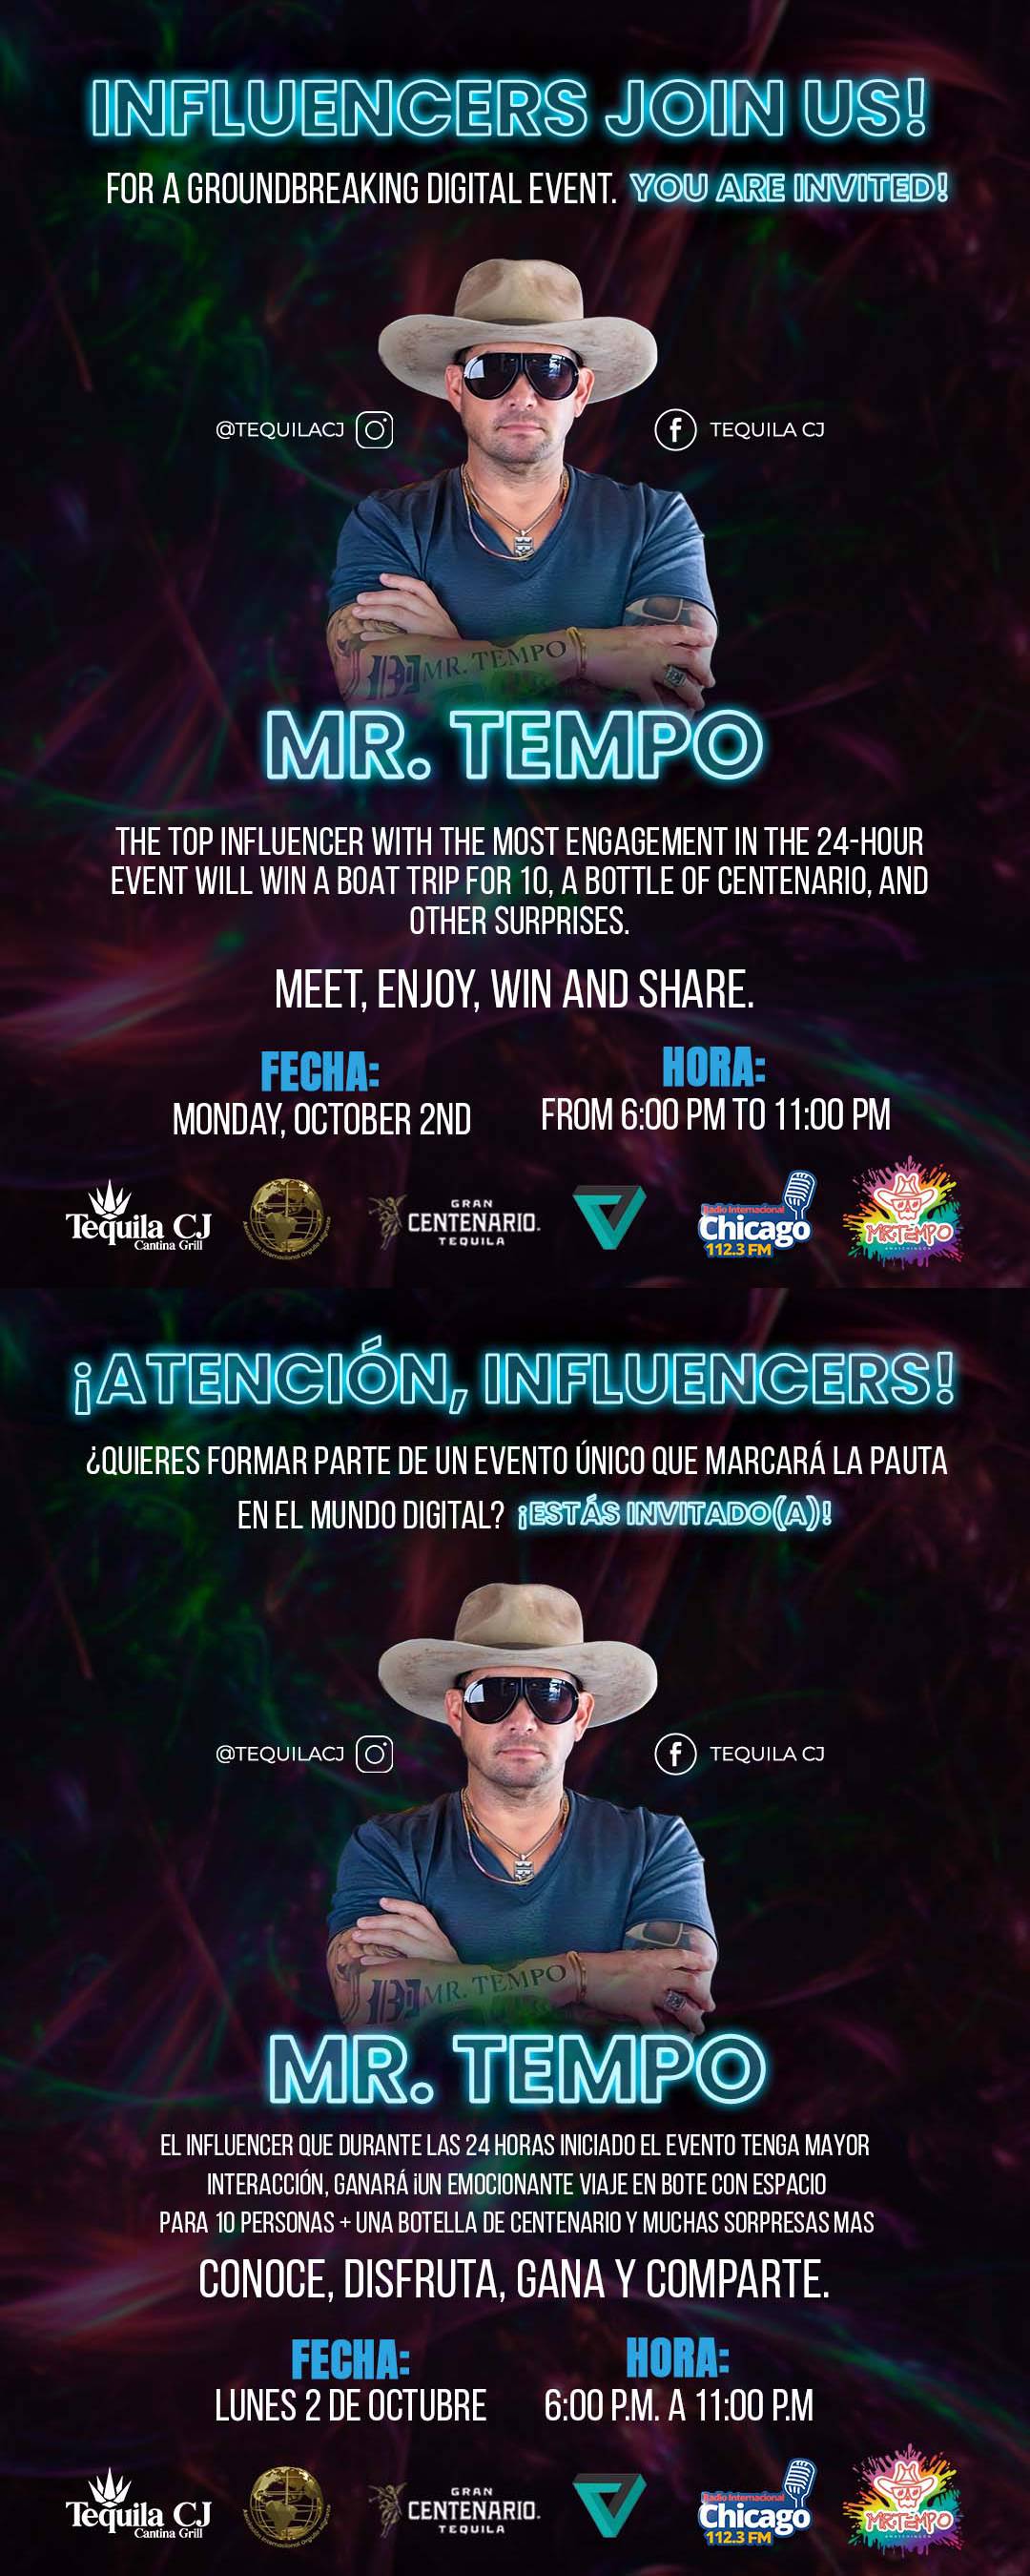 INFLUENCERS JOIN US!
FOR A GROUNDBREAKING DIGITAL EVENT. YOU ARE INVITED!
@TEQUILACJ
TEQUILA CJ
MR. TEMPO
MR. TEMPO
THE TOP INFLUENCER WITH THE MOST ENGAGEMENT IN THE 24-HOUR
EVENT WILL WIN A BOAT TRIP FOR 10, A BOTTLE OF CENTENARIO, AND
OTHER SURPRISES.
MEET, ENJOY, WIN AND SHARE.
FECHA:
MONDAY, OCTOBER 2ND
HORA:
FROM 6:00 PM TO 11:00 PM
Tequila CJ
Cantina Grill
GRAN
CENTENARIO.
TEQUILA
Radio Internacional
Chicago
112.3 FM
MRTEMPO
¡ATENCIÓN, INFLUENCERS!
¿QUIERES FORMAR PARTE DE UN EVENTO ÚNICO QUE MARCARÁ LA PAUTA
EN EL MUNDO DIGITAL? ¡ESTÁS INVITADO(A)!
@TEQUILACJ
TEQUILA CJ
MR. TEMPO
MR. TEMPO
EL INFLUENCER QUE DURANTE LAS 24 HORAS INICIADO EL EVENTO TENGA MAYOR
INTERACCIÓN, GANARÁ ¡UN EMOCIONANTE VIAJE EN BOTE CON ESPACIO
PARA 10 PERSONAS + UNA BOTELLA DE CENTENARIO Y MUCHAS SORPRESAS MAS
CONOCE, DISFRUTA, GANA Y COMPARTE.
FECHA:
LUNES 2 DE OCTUBRE
HORA:
6:00 P.M. A 11:00 P.M
Tequila CJ
Cantina Grill
GRAN
CENTENARIO.
TEQUILA
Radio Internacional
Chicago
112.3 FM
MRTEMPO